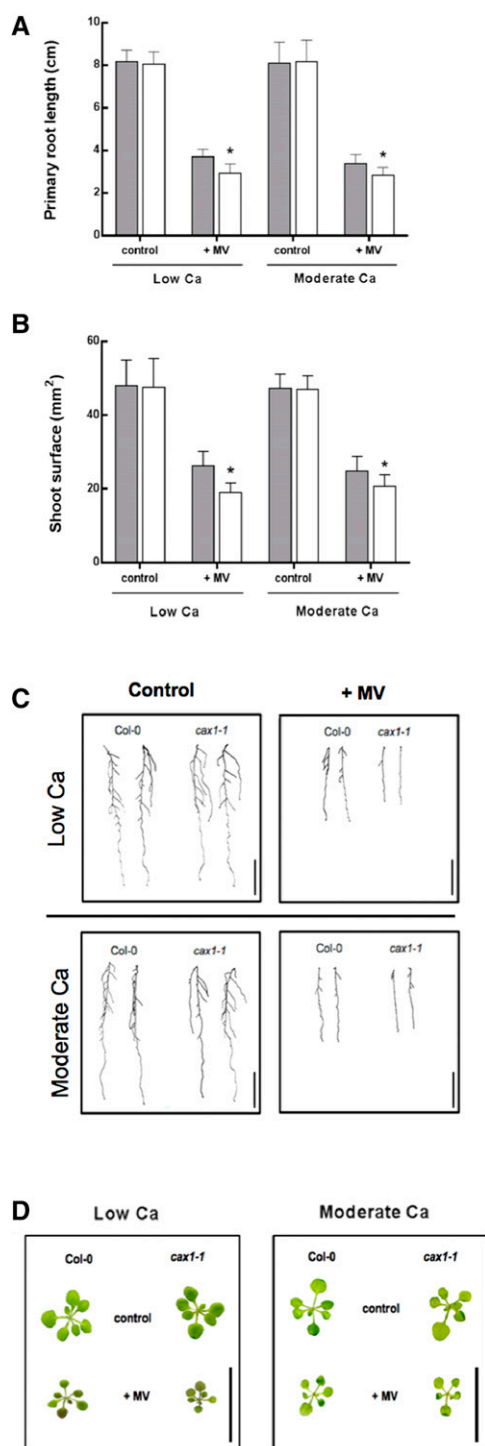 A
Primary root length (cm)
8
6
4
2
0
*
*
control
+ MV
control
+ MV
Low Ca
Moderate Ca
B
Shoot surface (mm²)
60
40
20
0
*
*
control
+ MV
control
+ MV
Low Ca
Moderate Ca
C
Control
+ MV
Low Ca
Col-0
cax1-1
Col-0
cax1-1
Moderate Ca
Col-0
cax1-1
Col-0
cax1-1
D
Low Ca
Moderate Ca
Col-0
cax1-1
Col-0
cax1-1
control
control
+ MV
+ MV